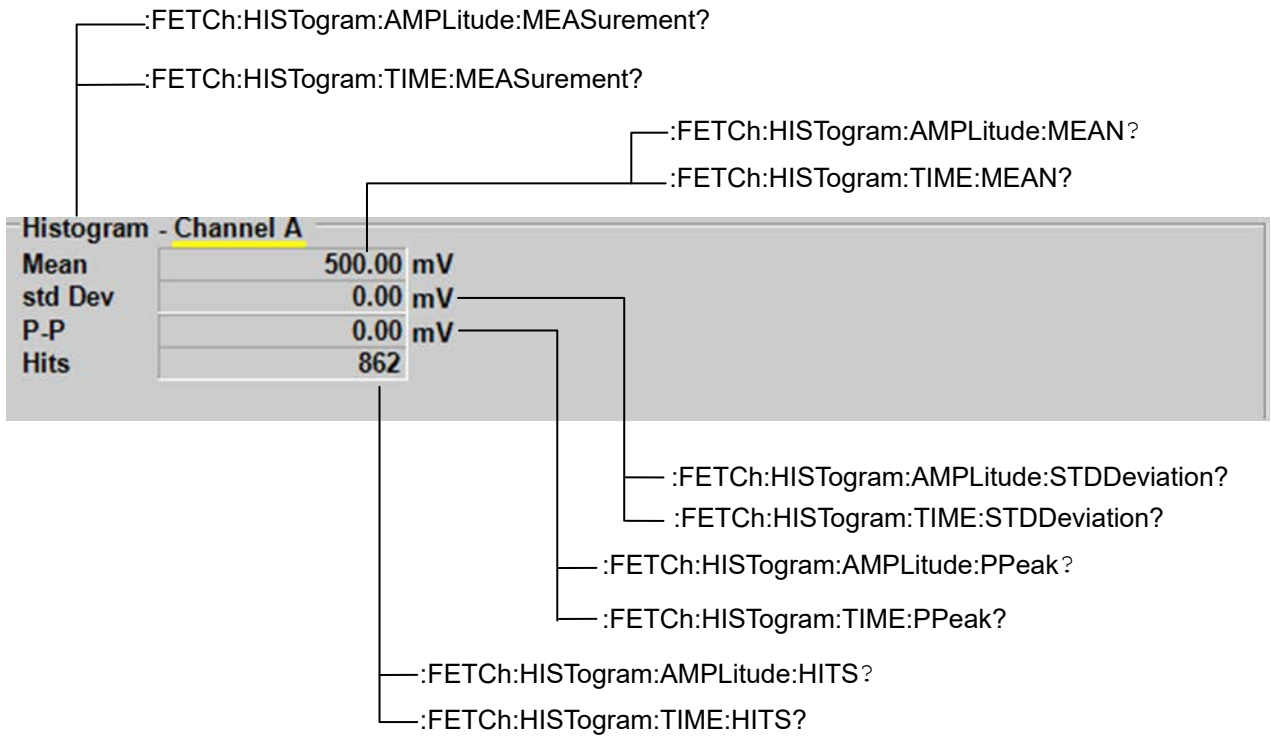 :FETCh:HISTogram:AMPLitude:MEASurement?
:FETCh:HISTogram:TIME:MEASurement?
:FETCh:HISTogram:AMPLitude:MEAN？
:FETCh:HISTogram:TIME:MEAN?
Histogram - Channel A
Mean 500.00 mV
std Dev 0.00 mV
P-P 0.00 mV
Hits 862
:FETCh:HISTogram:AMPLitude:STDDeviation?
:FETCh:HISTogram:TIME:STDDeviation?
:FETCh:HISTogram:AMPLitude:PPeak？
:FETCh:HISTogram:TIME:PPeak?
:FETCh:HISTogram:AMPLitude:HITS？
:FETCh:HISTogram:TIME:HITS?